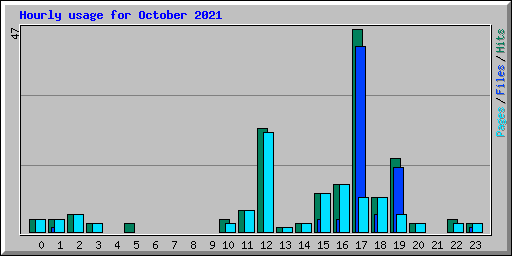 Hourly usage for October 2021
47
Pages/Files/Hits
0 1 2 3 4 5 6 7 8 9 10 11 12 13 14 15 16 17 18 19 20 21 22 23